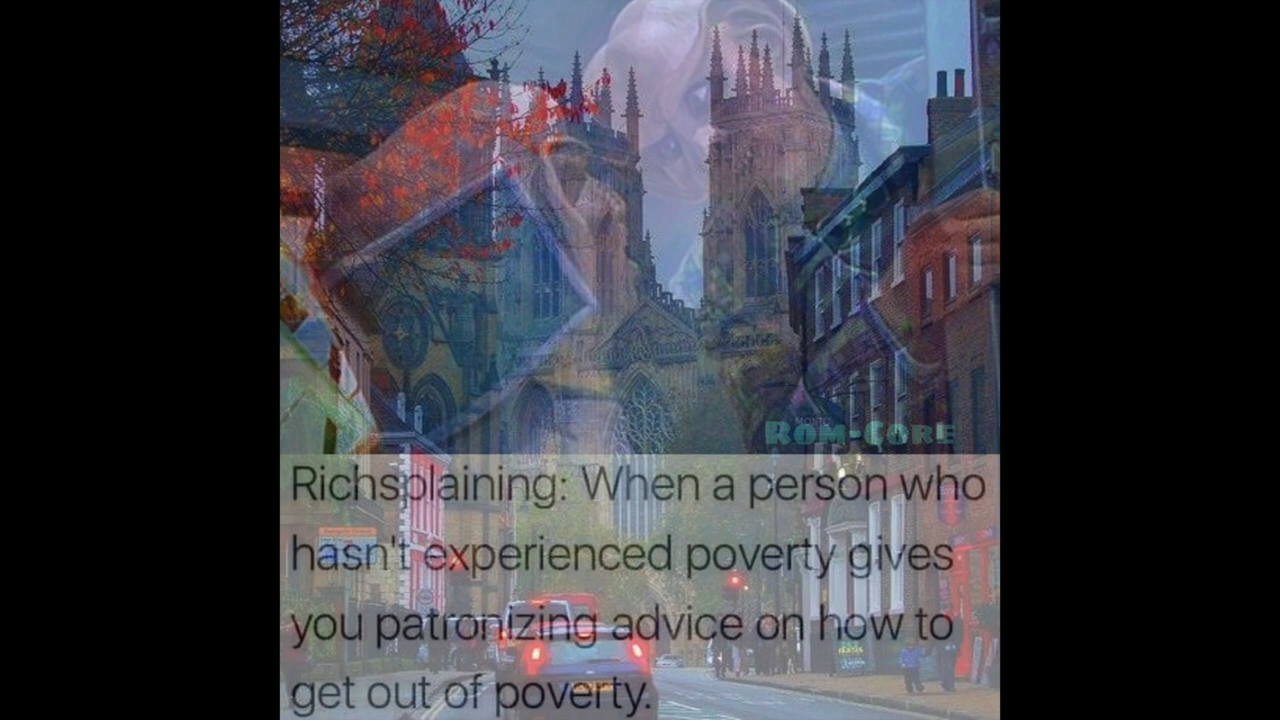 ROM-CORE
Richsplaining: When a person who
hasn't experienced poverty gives
you patronizing advice on how to
get out of poverty.